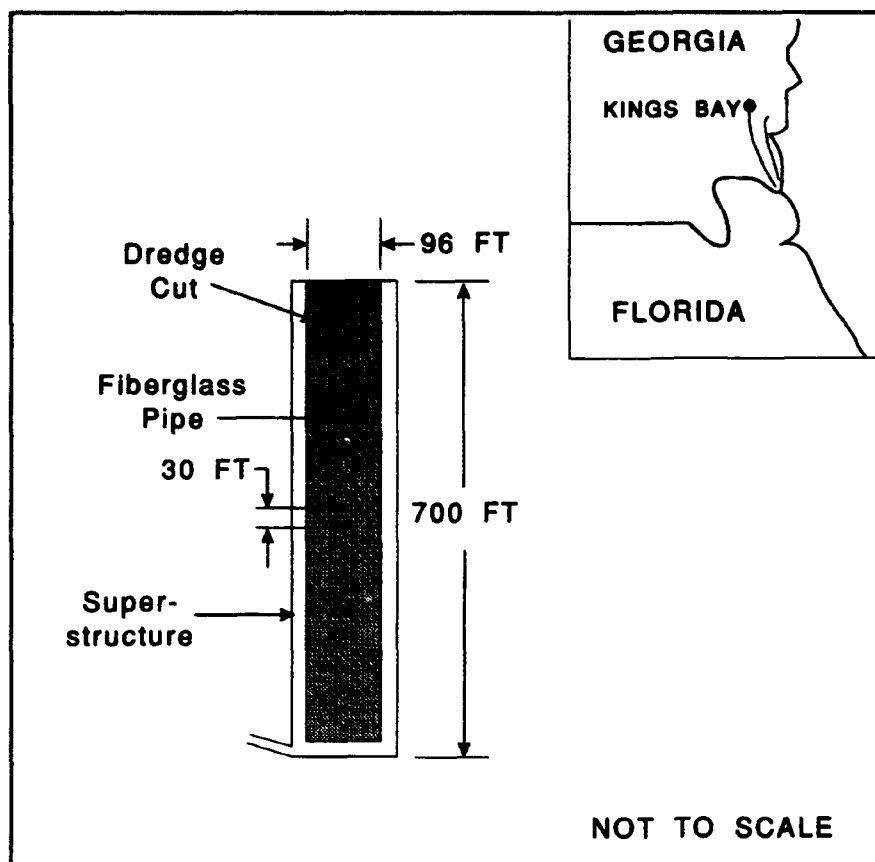 GEORGIA
KINGS BAY
FLORIDA
96 FT
Dredge
Cut
Fiberglass
Pipe
30 FT
700 FT
Super-
structure
NOT TO SCALE